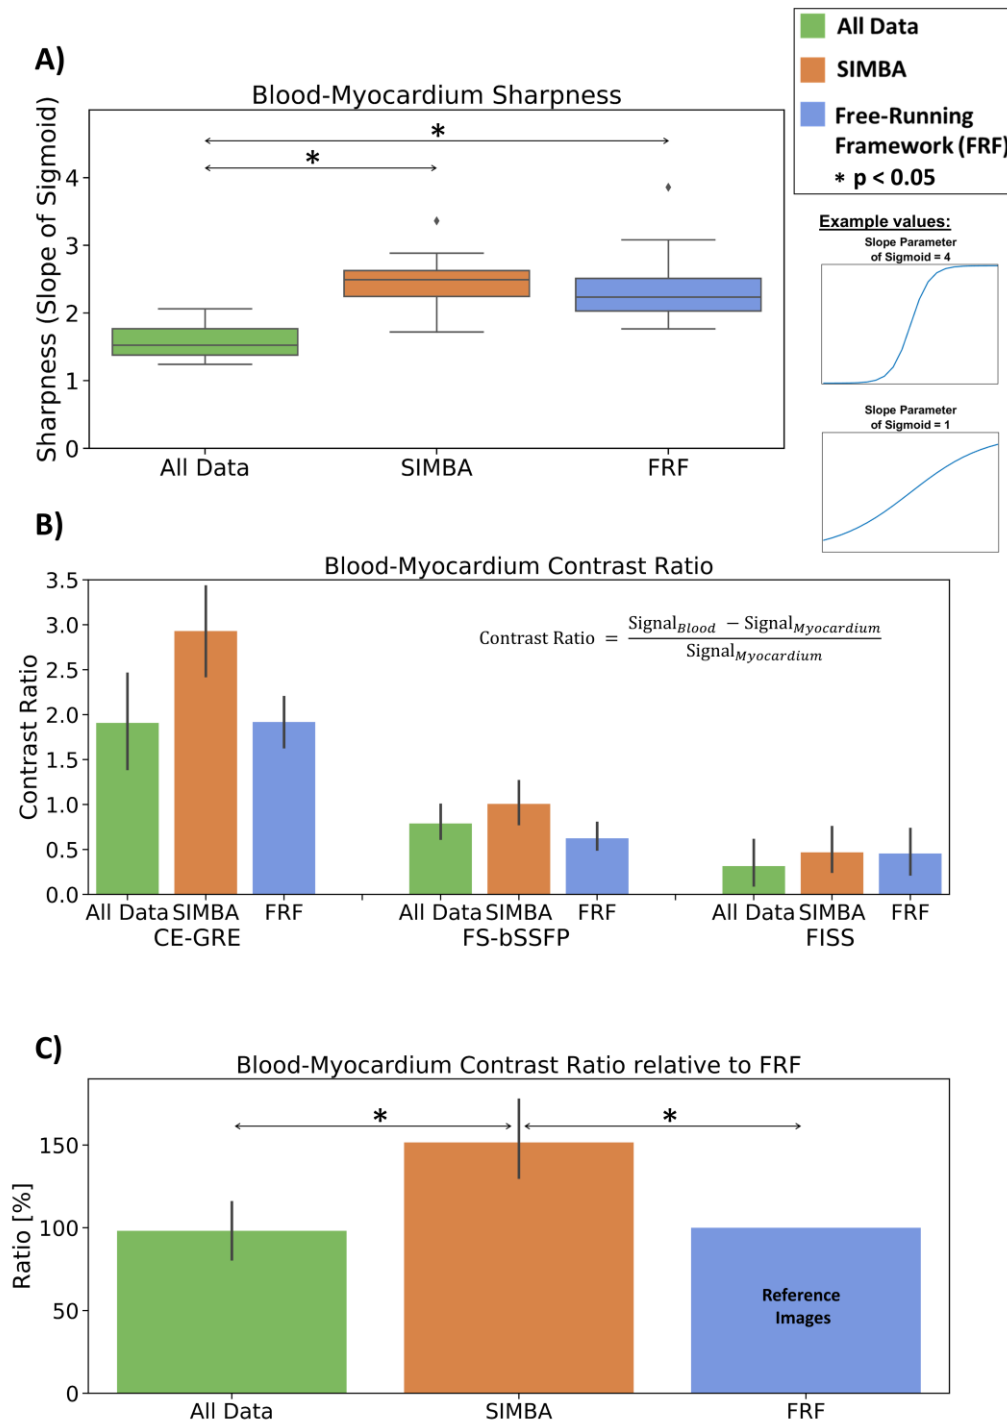 All Data
SIMBA
Free-Running
Framework (FRF)
* p < 0.05
A)
Blood-Myocardium Sharpness
Sharpness (Slope of Sigmoid)
4
3
2
1
0
*
*
All Data SIMBA FRF
Example values:
Slope Parameter
of Sigmoid = 4
Slope Parameter
of Sigmoid = 1
B)
Blood-Myocardium Contrast Ratio
Contrast Ratio
3.5
3.0
2.5
2.0
1.5
1.0
0.5
0.0
Contrast Ratio = (Signal_Blood − Signal_Myocardium) / Signal_Myocardium
All Data SIMBA FRF All Data SIMBA FRF All Data SIMBA FRF
CE-GRE FS-bSSFP FISS
C)
Blood-Myocardium Contrast Ratio relative to FRF
Ratio [%]
150
100
50
0
* *
Reference
Images
All Data SIMBA FRF